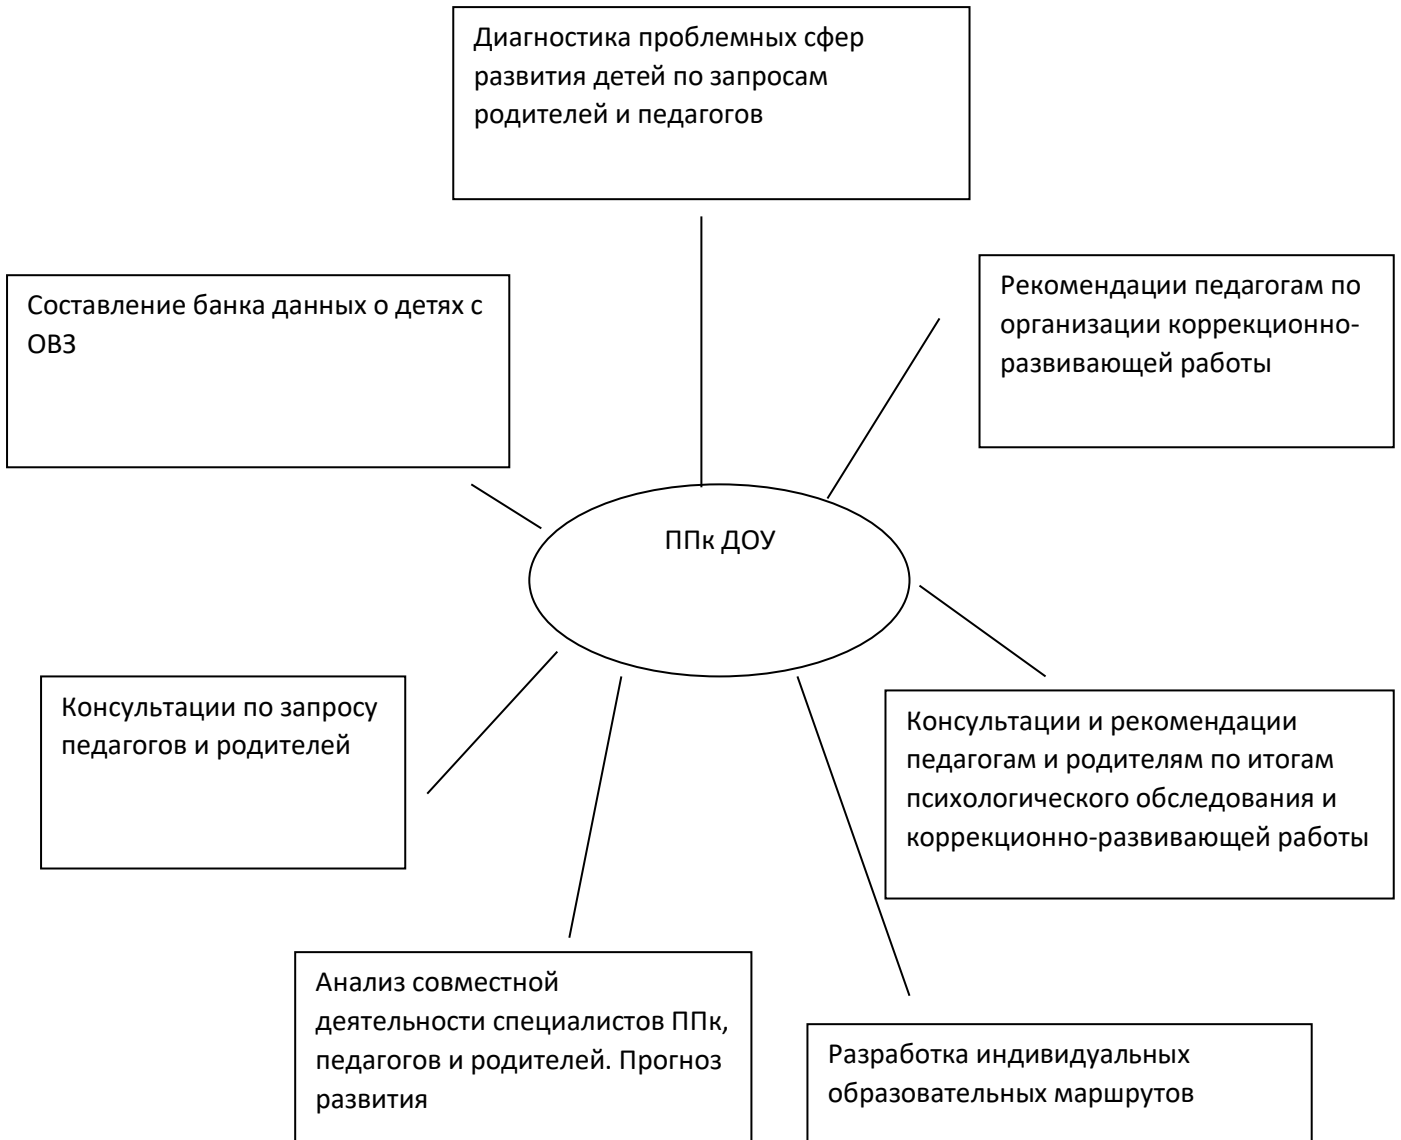 Диагностика проблемных сфер
развития детей по запросам
родителей и педагогов
Составление банка данных о детях с
ОВЗ
Рекомендации педагогам по
организации коррекционно-
развивающей работы
ППк ДОУ
Консультации по запросу
педагогов и родителей
Консультации и рекомендации
педагогам и родителям по итогам
психологического обследования и
коррекционно-развивающей работы
Анализ совместной
деятельности специалистов ППк,
педагогов и родителей. Прогноз
развития
Разработка индивидуальных
образовательных маршрутов